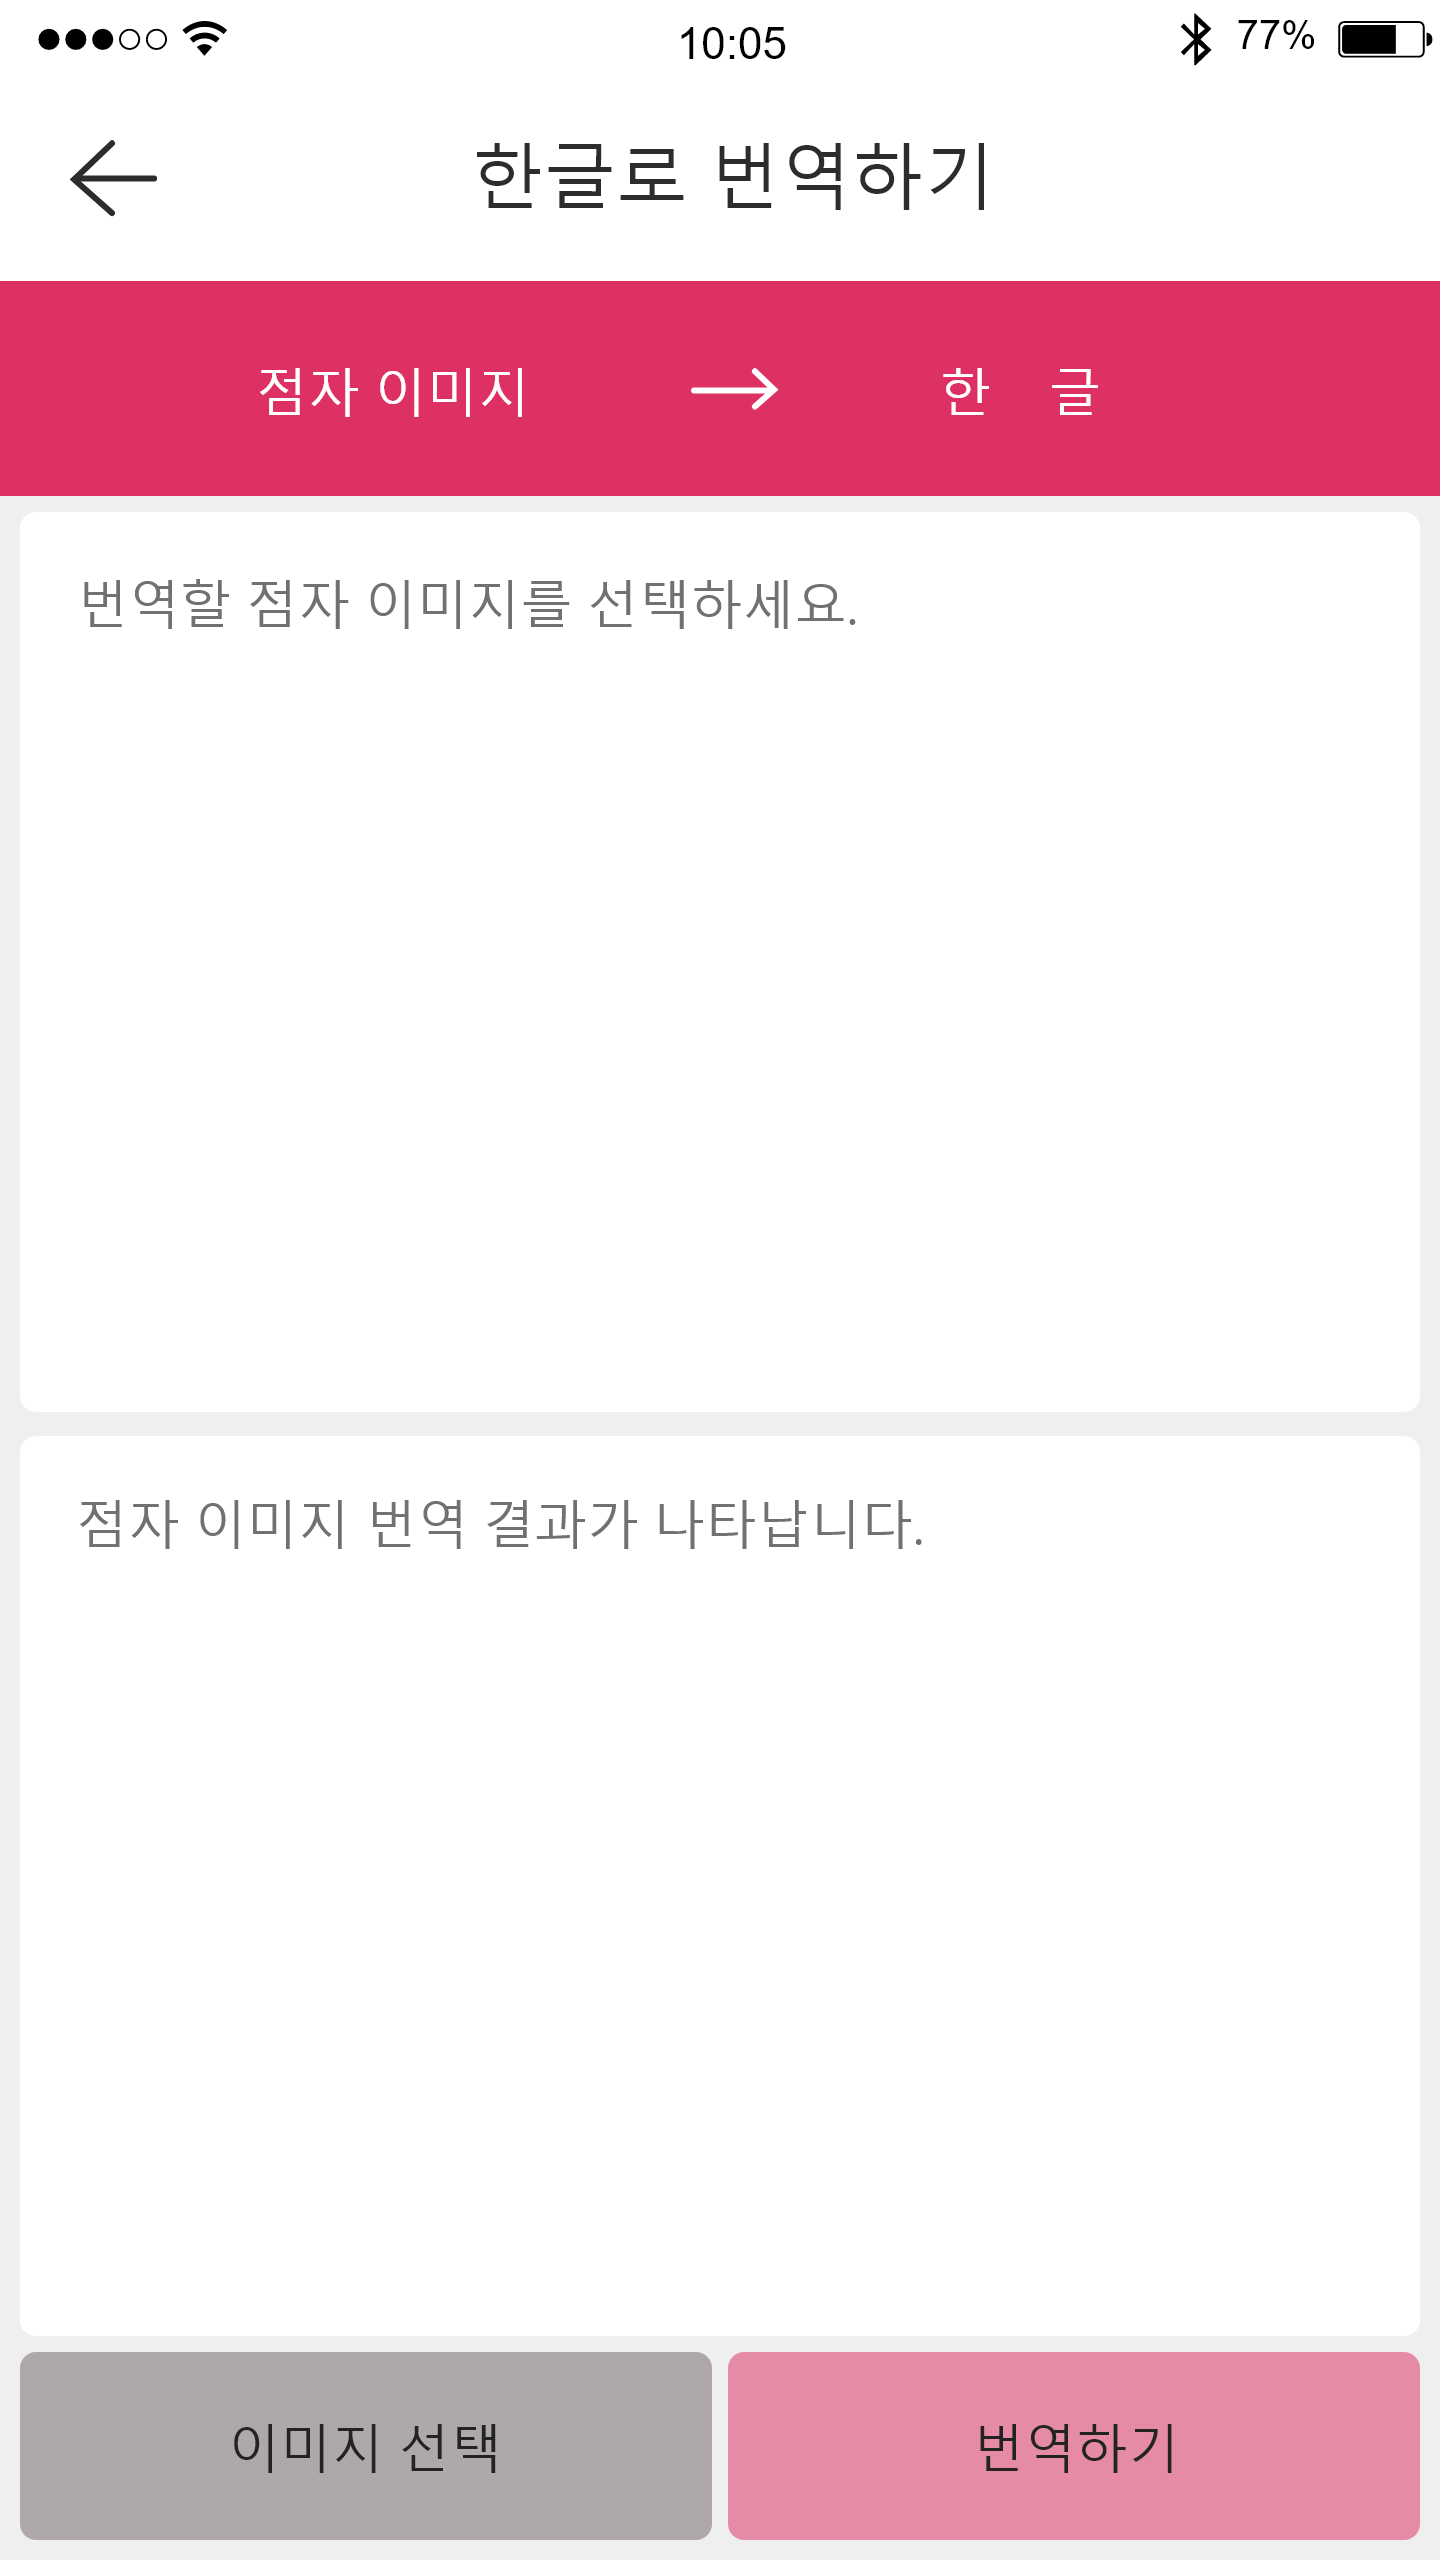 10:05 77%
한글로 번역하기
점자 이미지 → 한 글
번역할 점자 이미지를 선택하세요.
점자 이미지 번역 결과가 나타납니다.
이미지 선택 번역하기